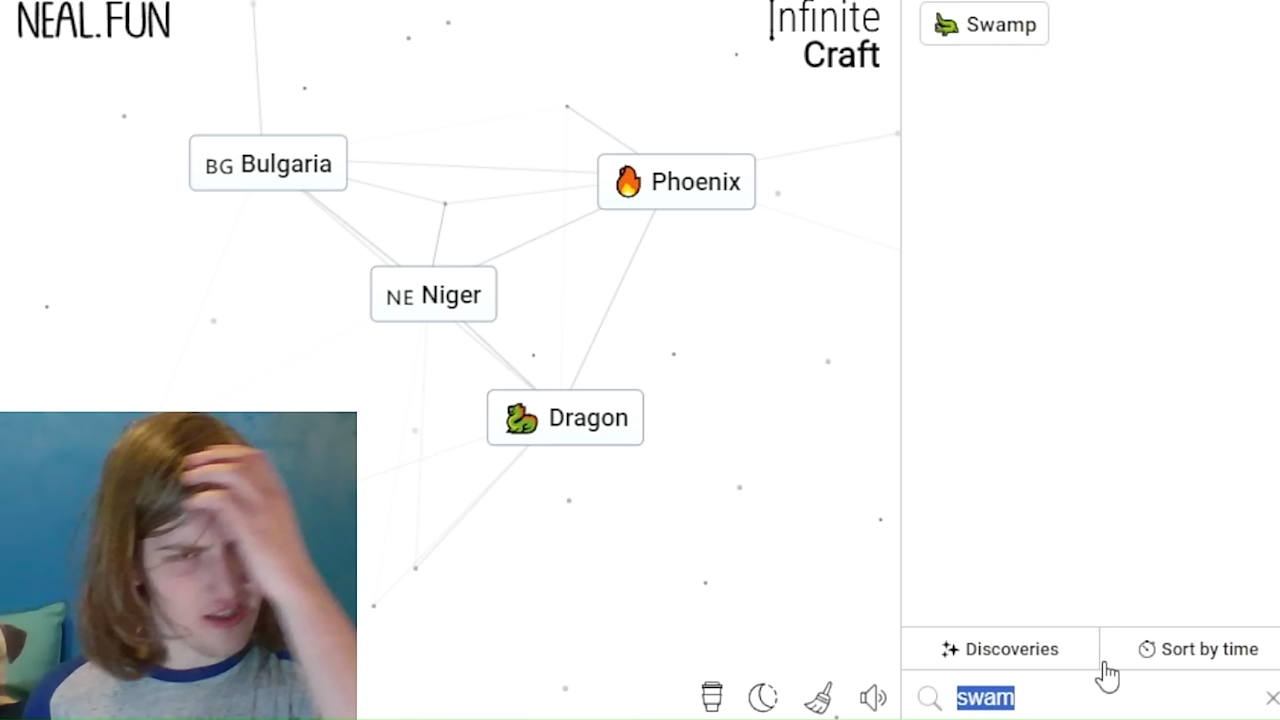 NEAL.FUN
Infinite
Craft
Swamp
BG Bulgaria
Phoenix
NE Niger
Dragon
Discoveries
Sort by time
swam